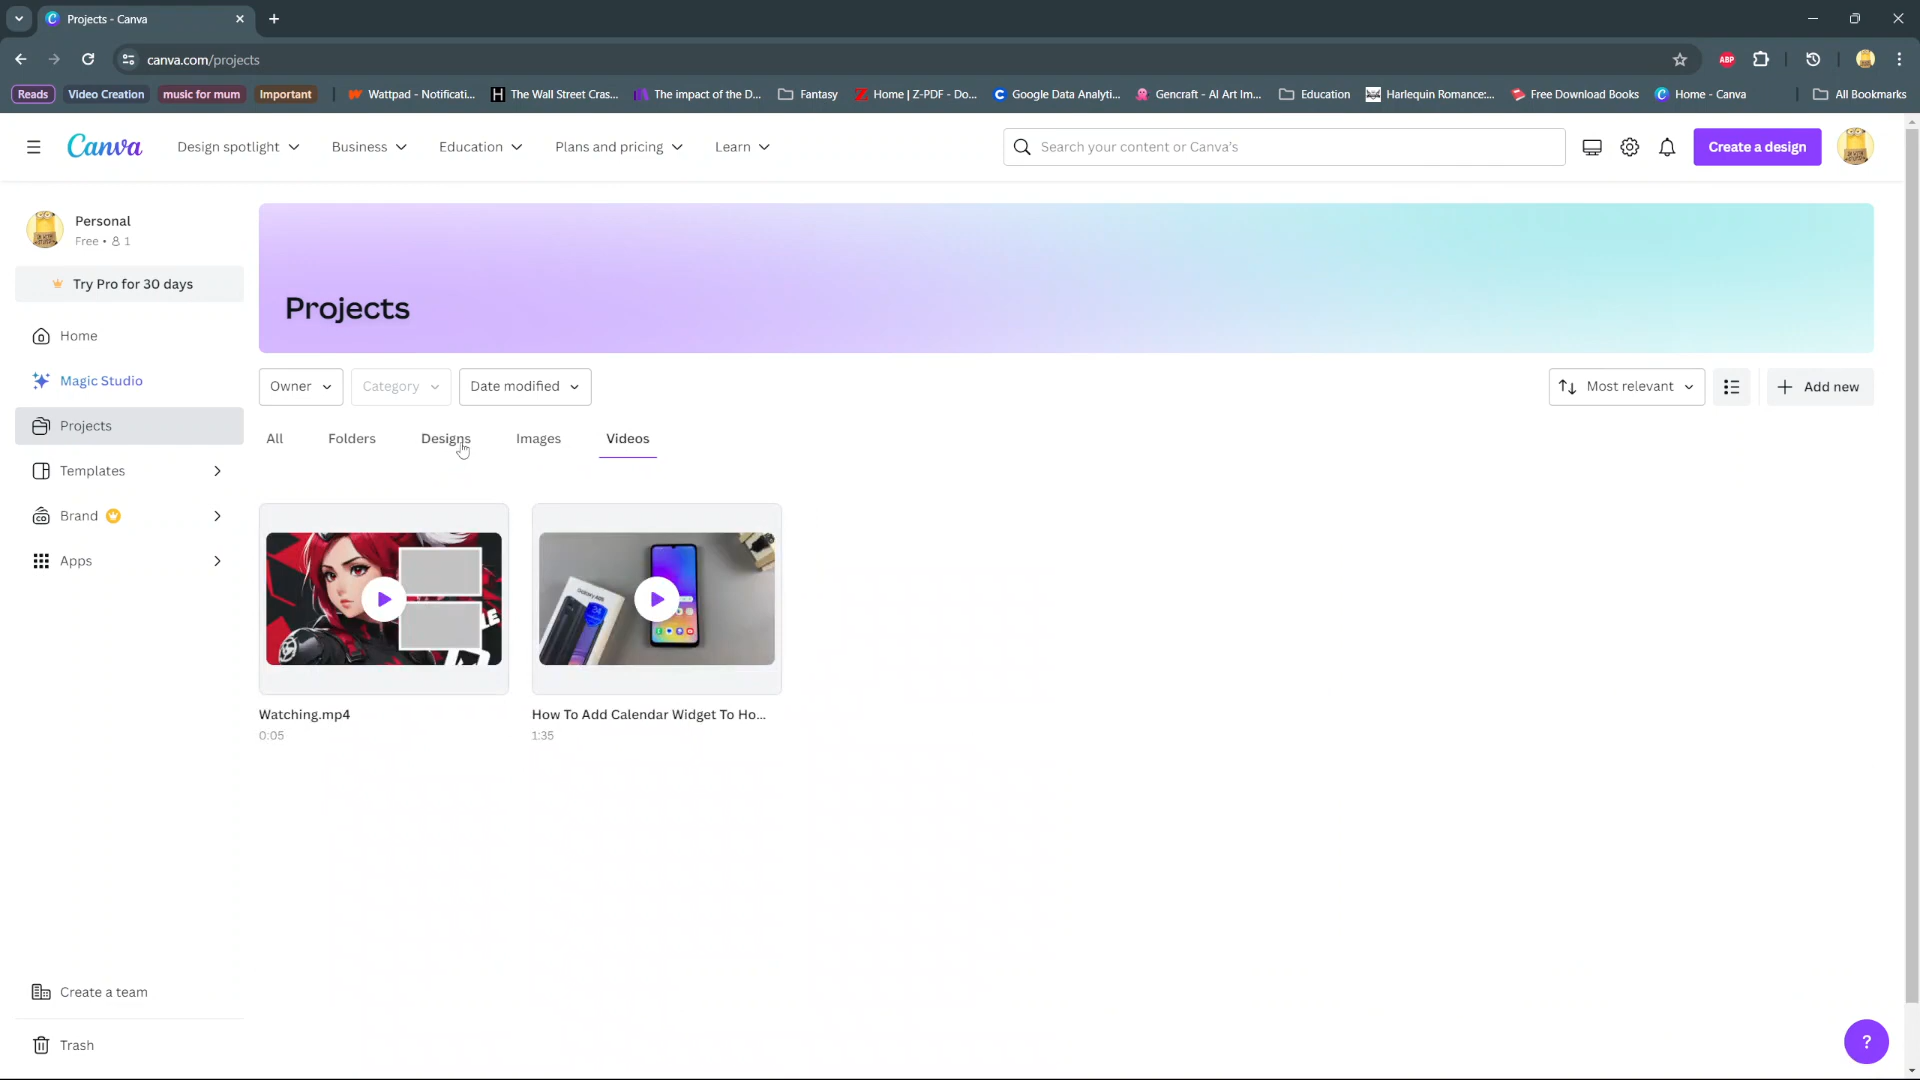 Projects - Canva
canva.com/projects
ABP
Reads
Video Creation
music for mum
Important
Wattpad - Notificati...
The Wall Street Cras...
The impact of the D...
Fantasy
Home | Z-PDF - Do...
Google Data Analyti...
Gencraft - AI Art Im...
Education
Harlequin Romance:...
Free Download Books
Home - Canva
All Bookmarks
Canva
Design spotlight
Business
Education
Plans and pricing
Learn
Search your content or Canva's
Create a design
Personal
Free • 1
Try Pro for 30 days
Home
Magic Studio
Projects
Templates
Brand
Apps
Create a team
Trash
Projects
Owner
Category
Date modified
Most relevant
Add new
All
Folders
Designs
Images
Videos
Watching.mp4
0:05
How To Add Calendar Widget To Ho...
1:35
?